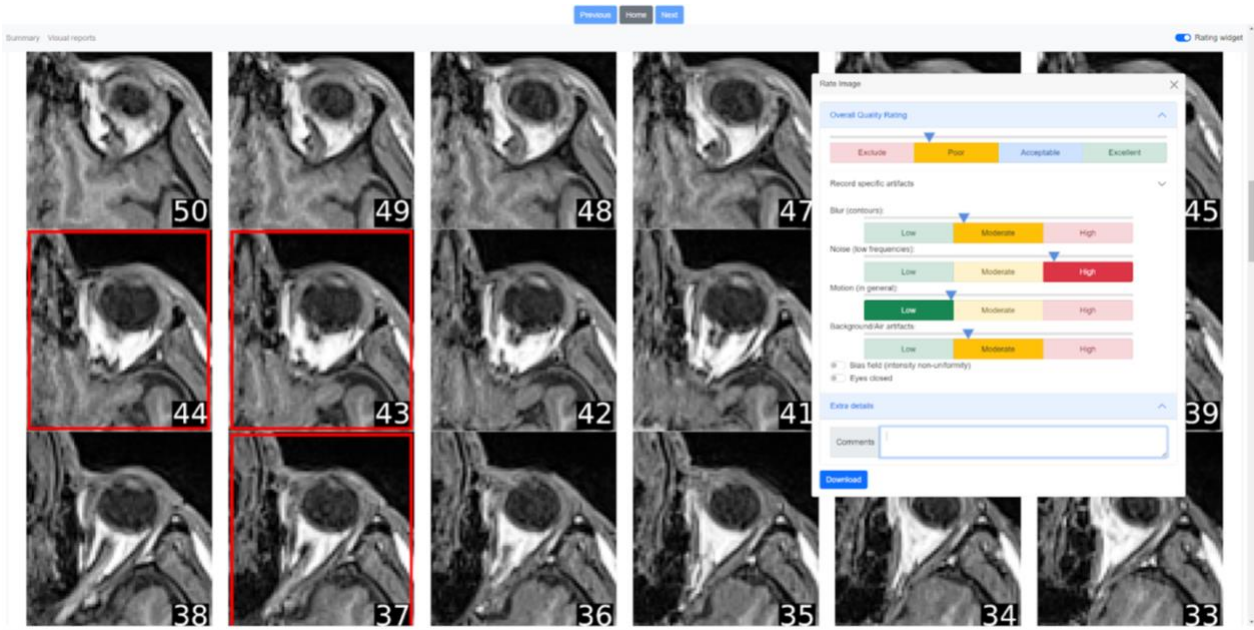 Previous Home Next
Summary Visual reports
Rating widget
50
49
48
47
45
44
43
42
41
39
38
37
36
35
34
33
Rate Image
Overall Quality Rating
Exclude Poor Acceptable Excellent
Record specific artifacts
Blur (contours):
Low Moderate High
Noise (low frequencies):
Low Moderate High
Motion (in general):
Low Moderate High
Background/Air artifacts
Low Moderate High
Bias field (intensity non-uniformity)
Eyes closed
Extra details
Comments
Download